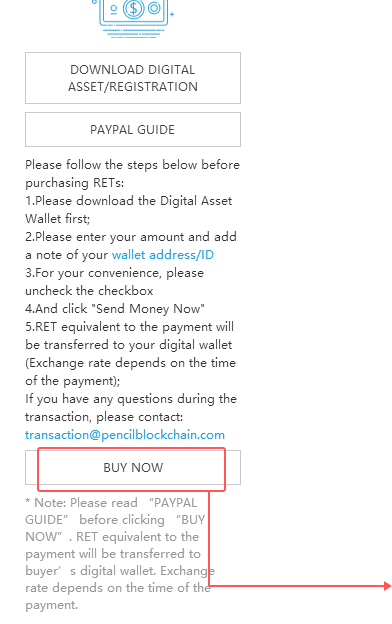 DOWNLOAD DIGITAL
ASSET/REGISTRATION
PAYPAL GUIDE
Please follow the steps below before
purchasing RETs:
1.Please download the Digital Asset
Wallet first;
2.Please enter your amount and add
a note of your wallet address/ID
3.For your convenience, please
uncheck the checkbox
4.And click "Send Money Now"
5.RET equivalent to the payment will
be transferred to your digital wallet
(Exchange rate depends on the time
of the payment);
If you have any questions during the
transaction, please contact:
transaction@pencilblockchain.com
BUY NOW
* Note: Please read “PAYPAL
GUIDE” before clicking “BUY
NOW”. RET equivalent to the
payment will be transferred to
buyer’s digital wallet. Exchange
rate depends on the time of the
payment.